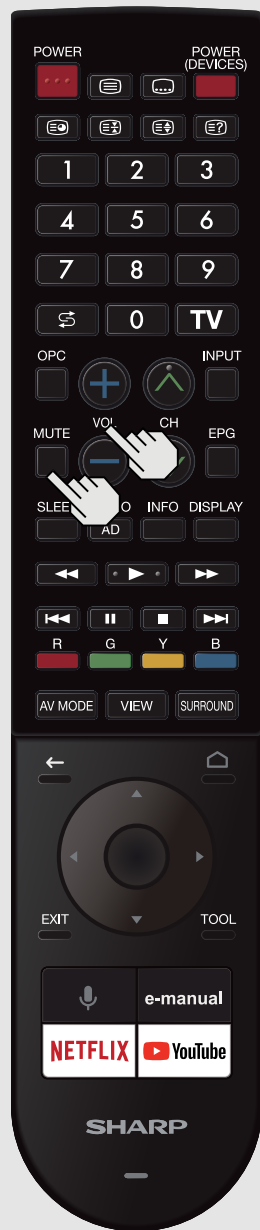 POWER
POWER
(DEVICES)
1 2 3
4 5 6
7 8 9
0 TV
OPC
INPUT
VOL
CH
MUTE
EPG
INFO DISPLAY
AD
R G Y B
AV MODE VIEW SURROUND
EXIT
TOOL
e-manual
NETFLIX YouTube
SHARP